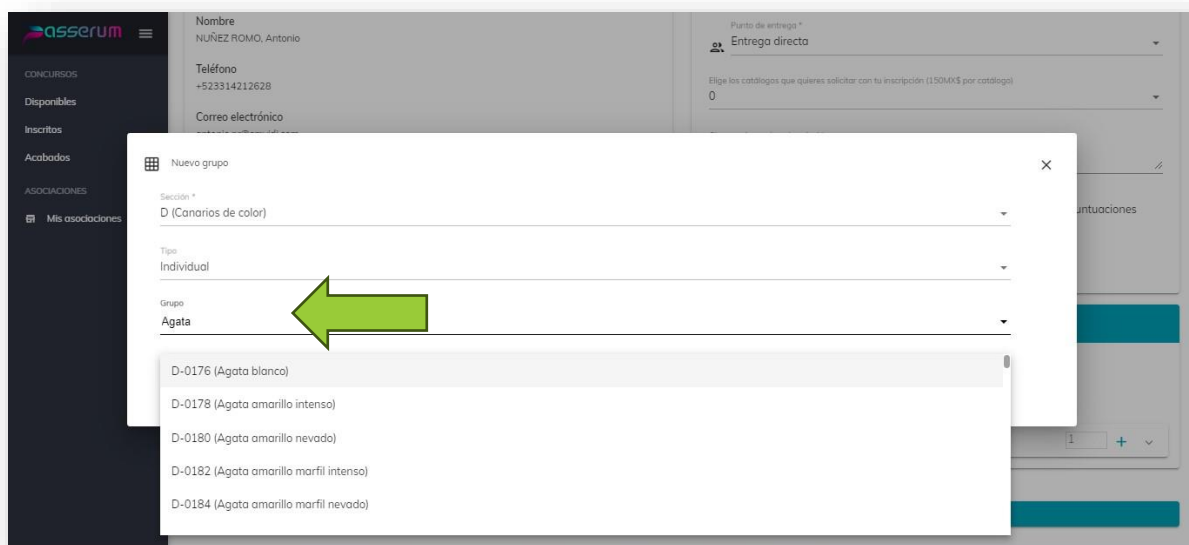 asserum
CONCURSOS
Disponibles
Inscritos
Acabados
ASOCIACIONES
Mis asociaciones
Nombre
NUÑEZ ROMO, Antonio
Teléfono
+523314212628
Correo electrónico
Punto de entrega *
Entrega directa
Elige los catálogos que quieres solicitar con tu inscripción (150MX$ por catálogo)
0
untuaciones
1
Nuevo grupo
Sección *
D (Canarios de color)
Tipo
Individual
Grupo
Agata
D-0176 (Agata blanco)
D-0178 (Agata amarillo intenso)
D-0180 (Agata amarillo nevado)
D-0182 (Agata amarillo marfil intenso)
D-0184 (Agata amarillo marfil nevado)